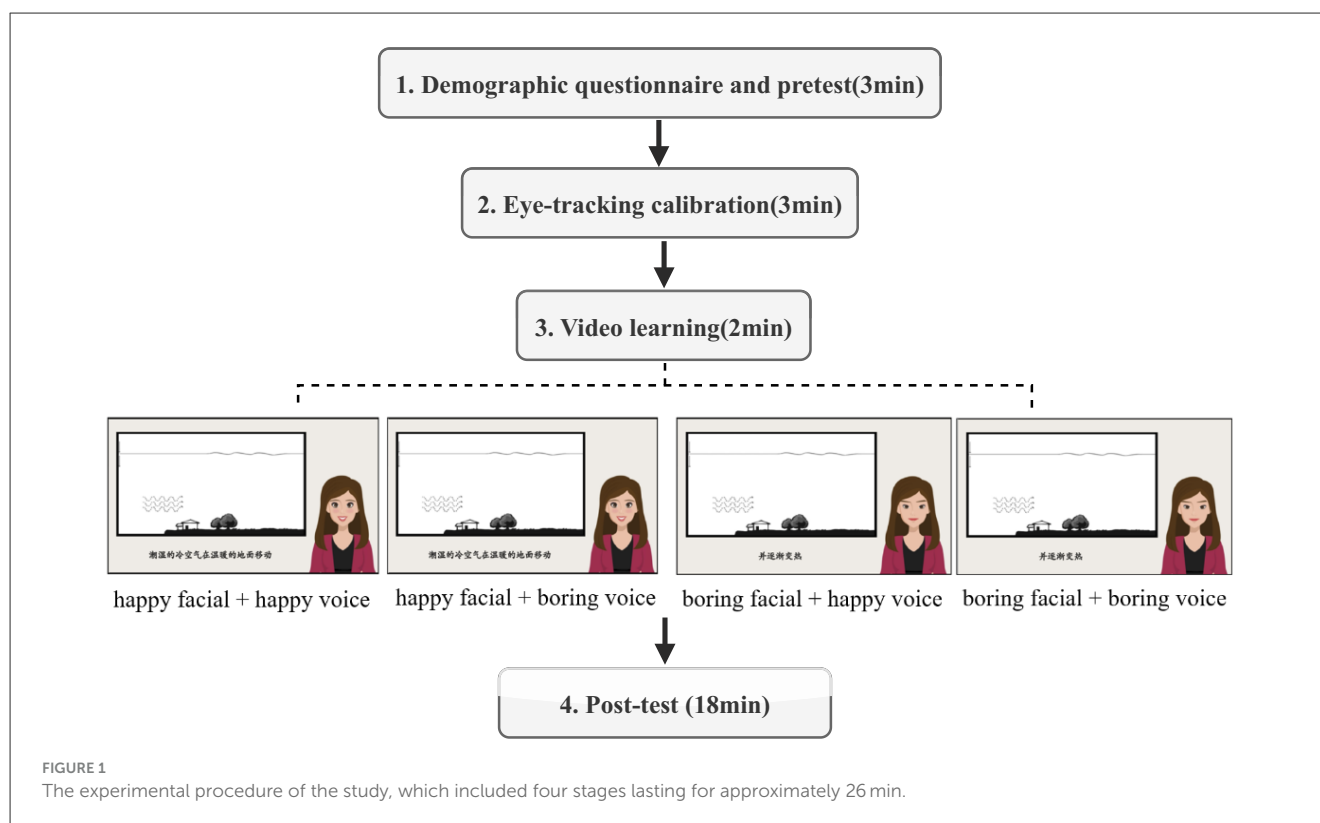 1. Demographic questionnaire and pretest(3min)
2. Eye-tracking calibration(3min)
3. Video learning(2min)
潮湿的冷空气在温暖的地面移动
潮湿的冷空气在温暖的地面移动
并逐渐变热
并逐渐变热
happy facial + happy voice
happy facial + boring voice
boring facial + happy voice
boring facial + boring voice
4. Post-test (18min)
FIGURE 1
The experimental procedure of the study, which included four stages lasting for approximately 26 min.